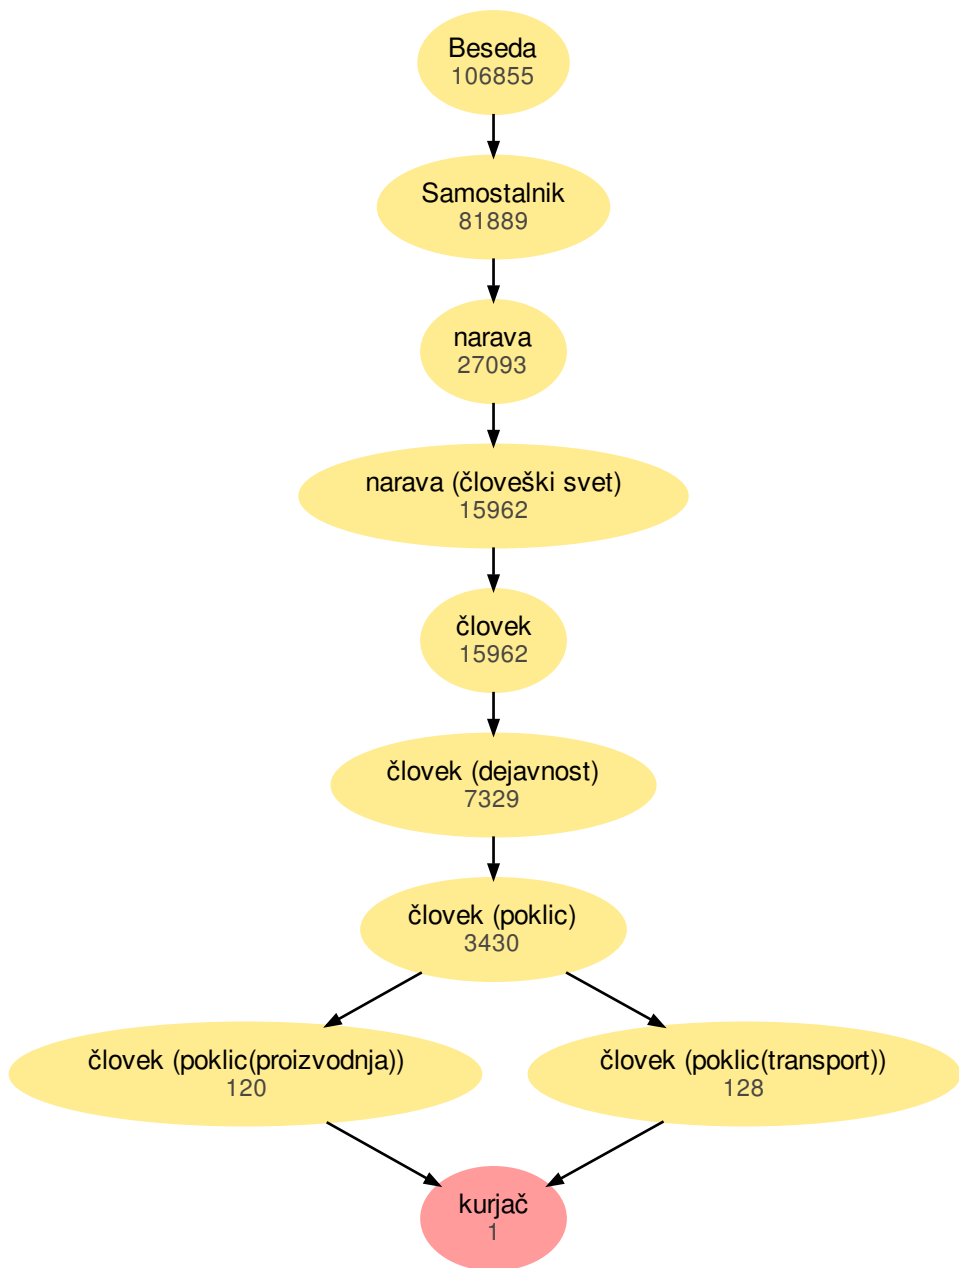 Beseda
106855
Samostalnik
81889
narava
27093
narava (človeški svet)
15962
človek
15962
človek (dejavnost)
7329
človek (poklic)
3430
človek (poklic(proizvodnja))
120
človek (poklic(transport))
128
kurjač
1